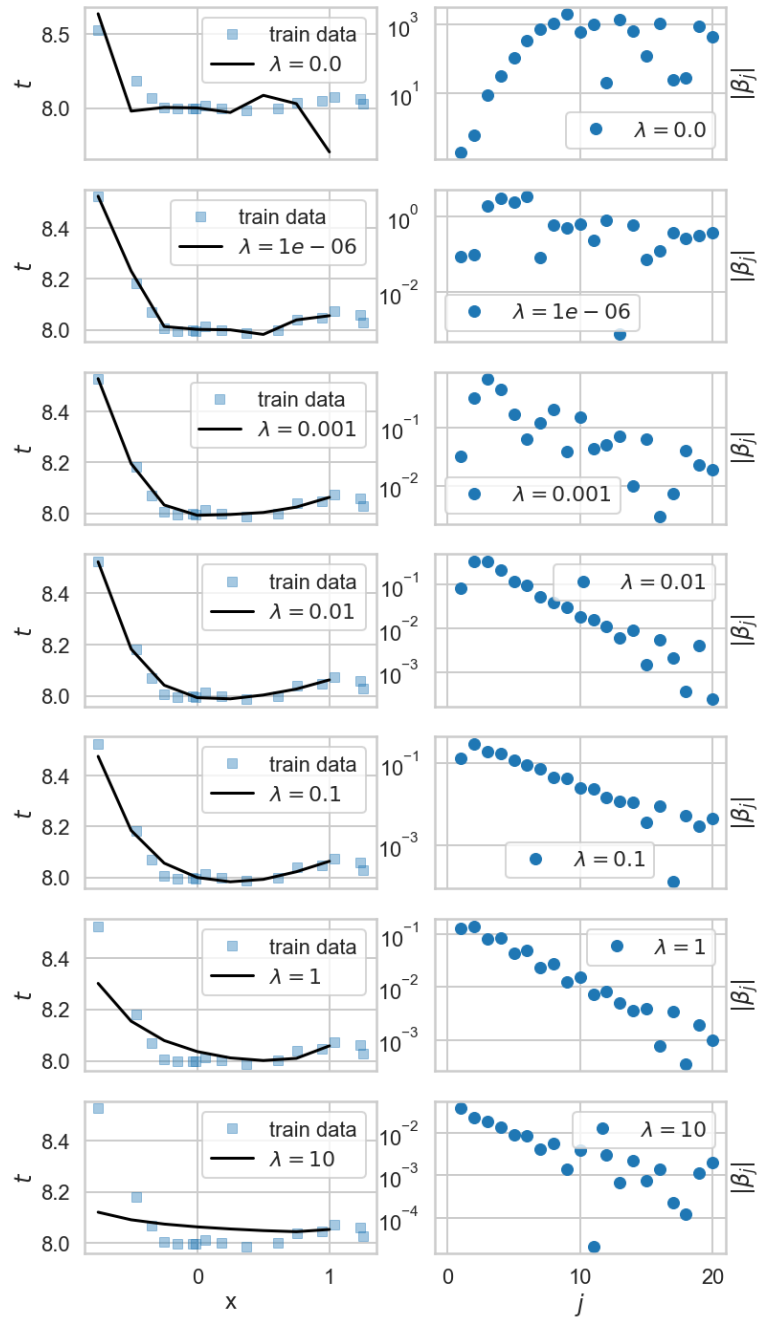 8.5
8.0
t
train data
λ = 0.0
10³
10¹
|βⱼ|
λ = 0.0
8.4
8.2
8.0
t
train data
λ = 1e − 06
10⁰
10⁻²
|βⱼ|
λ = 1e − 06
8.4
8.2
8.0
t
train data
λ = 0.001
10⁻¹
10⁻²
|βⱼ|
λ = 0.001
8.4
8.2
8.0
t
train data
λ = 0.01
10⁻¹
10⁻²
10⁻³
|βⱼ|
λ = 0.01
8.4
8.2
8.0
t
train data
λ = 0.1
10⁻¹
10⁻³
|βⱼ|
λ = 0.1
8.4
8.2
8.0
t
train data
λ = 1
10⁻¹
10⁻²
10⁻³
|βⱼ|
λ = 1
8.4
8.2
8.0
t
train data
λ = 10
10⁻²
10⁻³
10⁻⁴
|βⱼ|
λ = 10
0 1
x
0 10 20
j